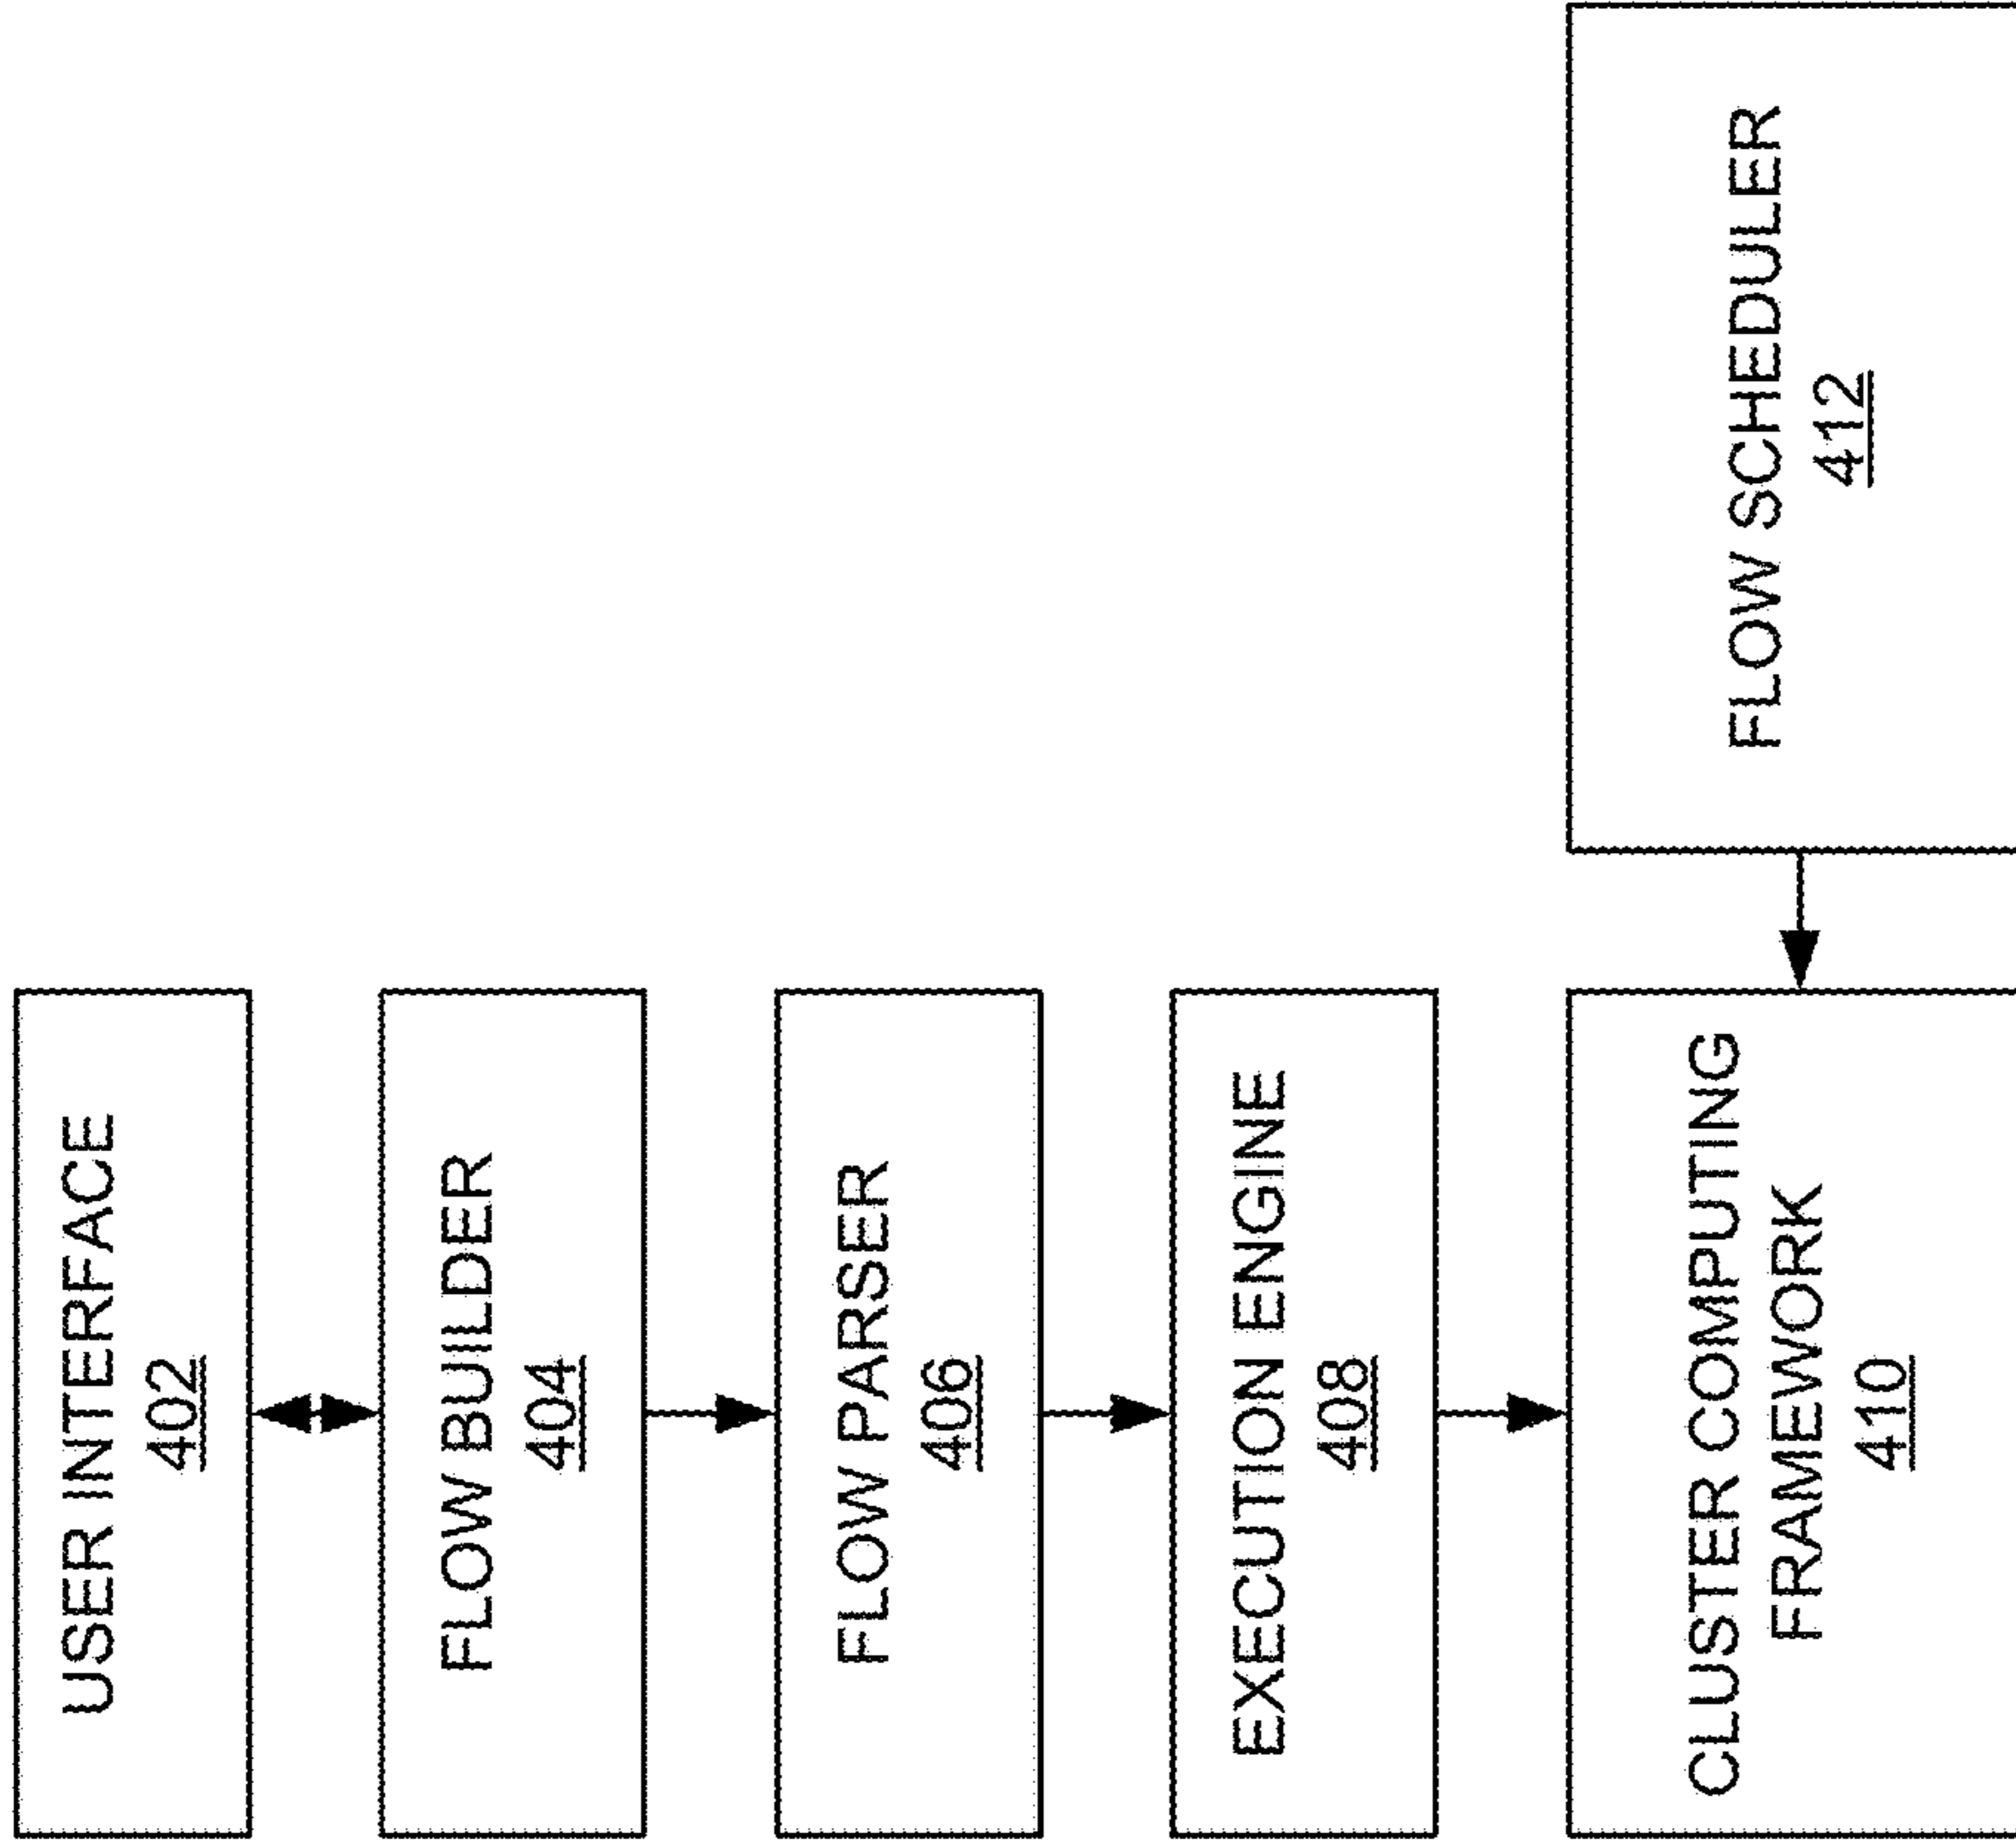 USER INTERFACE
402
FLOW BUILDER
404
FLOW PARSER
406
EXECUTION ENGINE
408
CLUSTER COMPUTING
FRAMEWORK
410
FLOW SCHEDULER
412